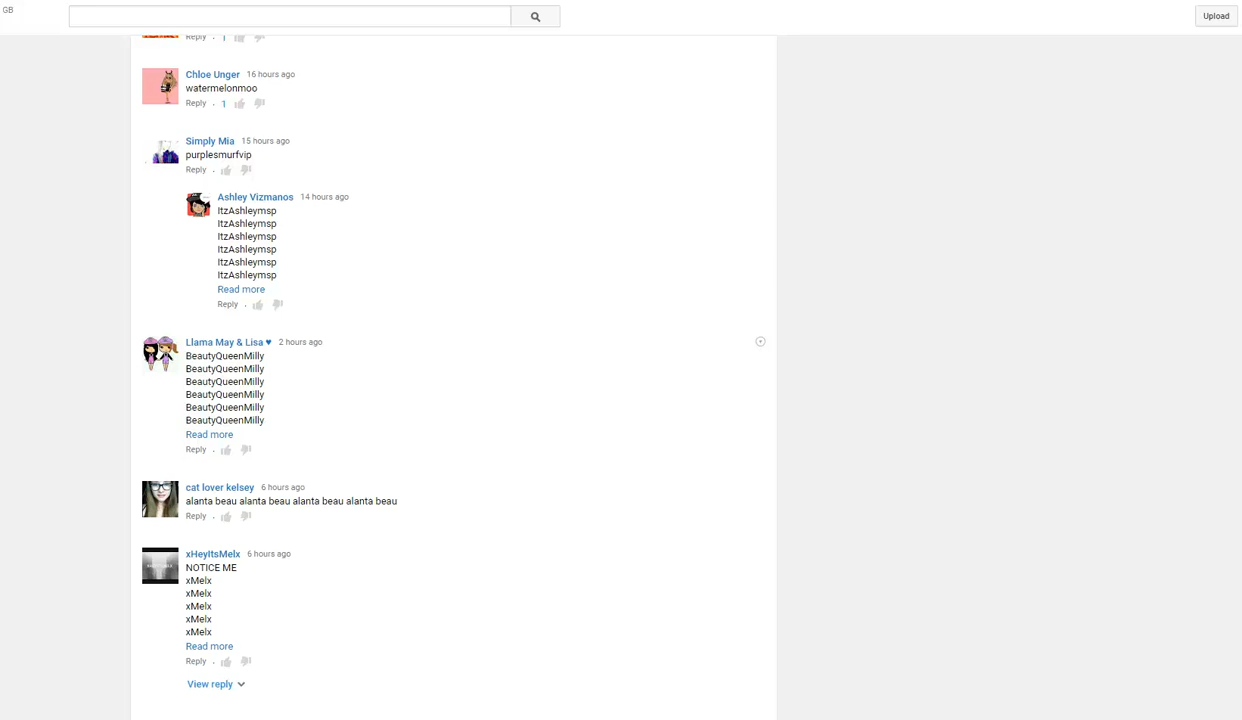 GB
Upload
Reply . 1
Chloe Unger 16 hours ago
watermelonmoo
Reply . 1
Simply Mia 15 hours ago
purplesmurfvip
Reply .
Ashley Vizmanos 14 hours ago
ItzAshleymsp
ItzAshleymsp
ItzAshleymsp
ItzAshleymsp
ItzAshleymsp
ItzAshleymsp
Read more
Reply .
Llama May & Lisa ♥ 2 hours ago
BeautyQueenMilly
BeautyQueenMilly
BeautyQueenMilly
BeautyQueenMilly
BeautyQueenMilly
BeautyQueenMilly
Read more
Reply .
cat lover kelsey 6 hours ago
alanta beau alanta beau alanta beau alanta beau
Reply .
xHeyItsMelx 6 hours ago
NOTICE ME
xMelx
xMelx
xMelx
xMelx
xMelx
Read more
Reply .
View reply